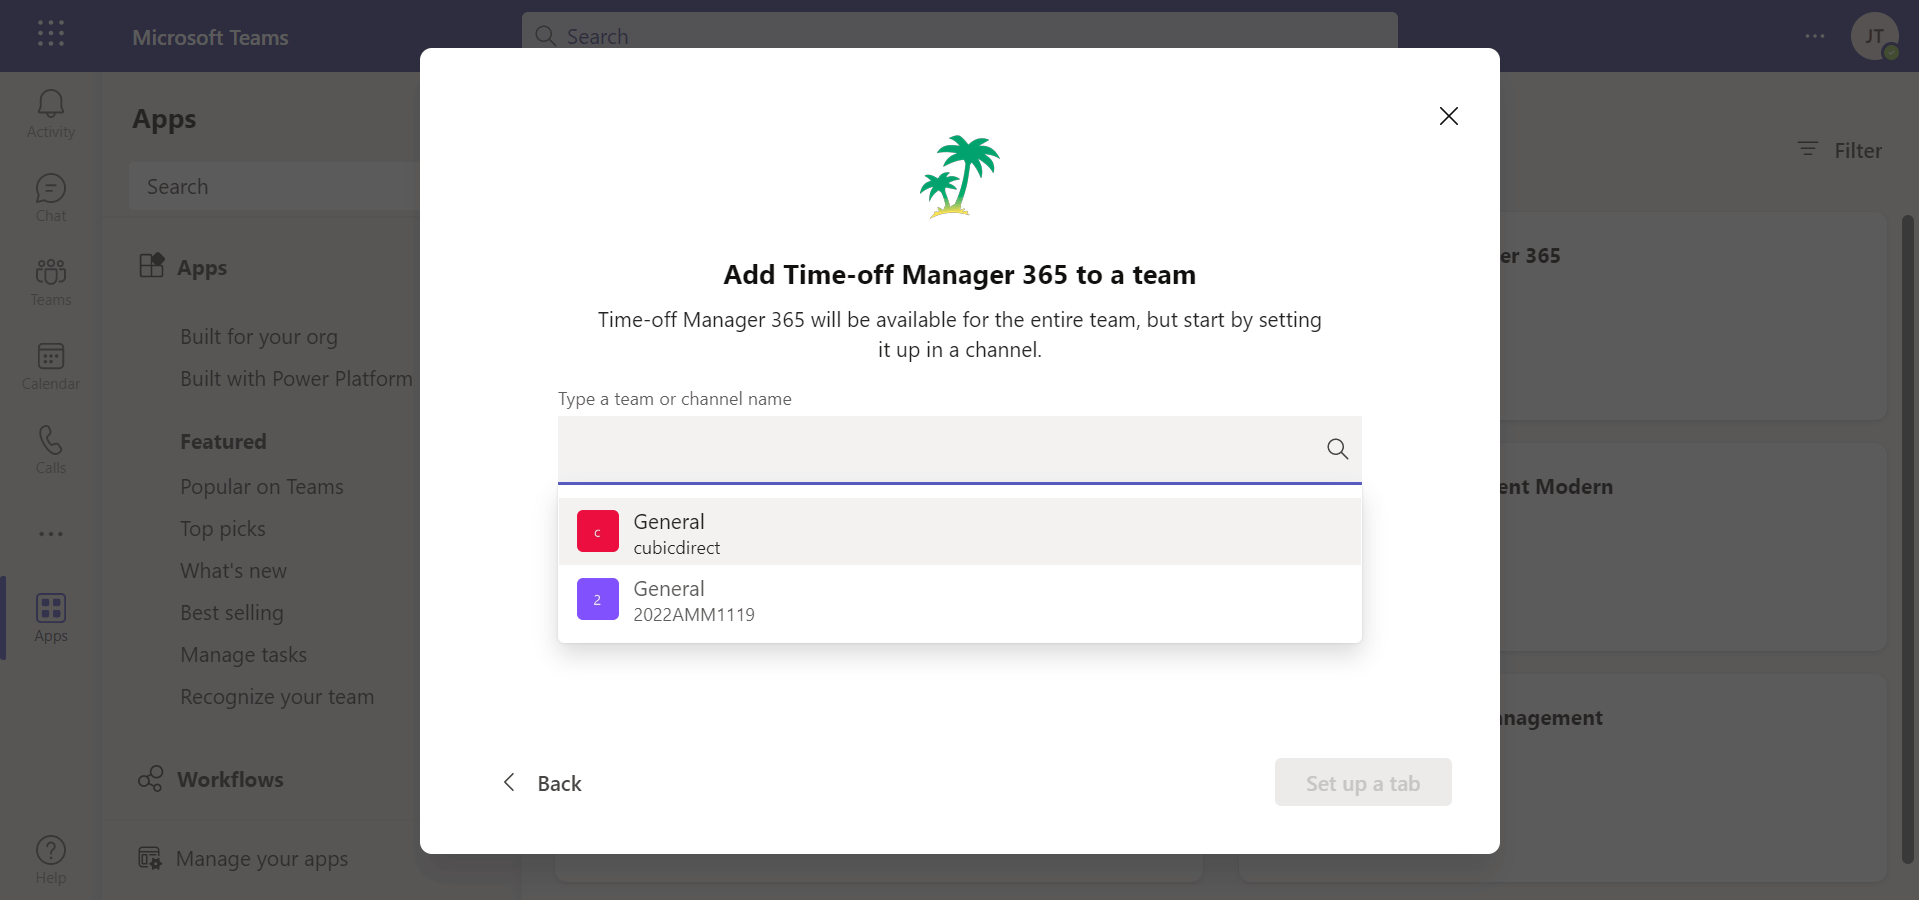 Microsoft Teams
Search
JT
Activity
Chat
Teams
Calendar
Calls
Apps
Help
Apps
Search
Apps
Built for your org
Built with Power Platform
Featured
Popular on Teams
Top picks
What's new
Best selling
Manage tasks
Recognize your team
Workflows
Manage your apps
Filter
er 365
ent Modern
nagement
Add Time-off Manager 365 to a team
Time-off Manager 365 will be available for the entire team, but start by setting
it up in a channel.
Type a team or channel name
c
General
cubicdirect
2
General
2022AMM1119
Back
Set up a tab